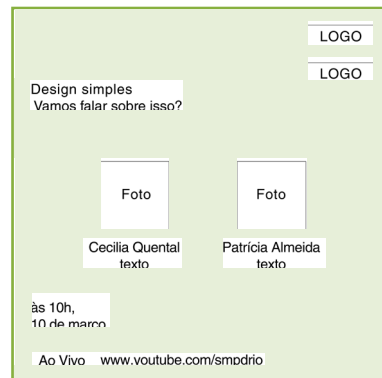 LOGO
LOGO
Design simples
Vamos falar sobre isso?
Foto
Foto
Cecilia Quental
texto
Patrícia Almeida
texto
às 10h,
10 de março
Ao Vivo www.youtube.com/smpdrio